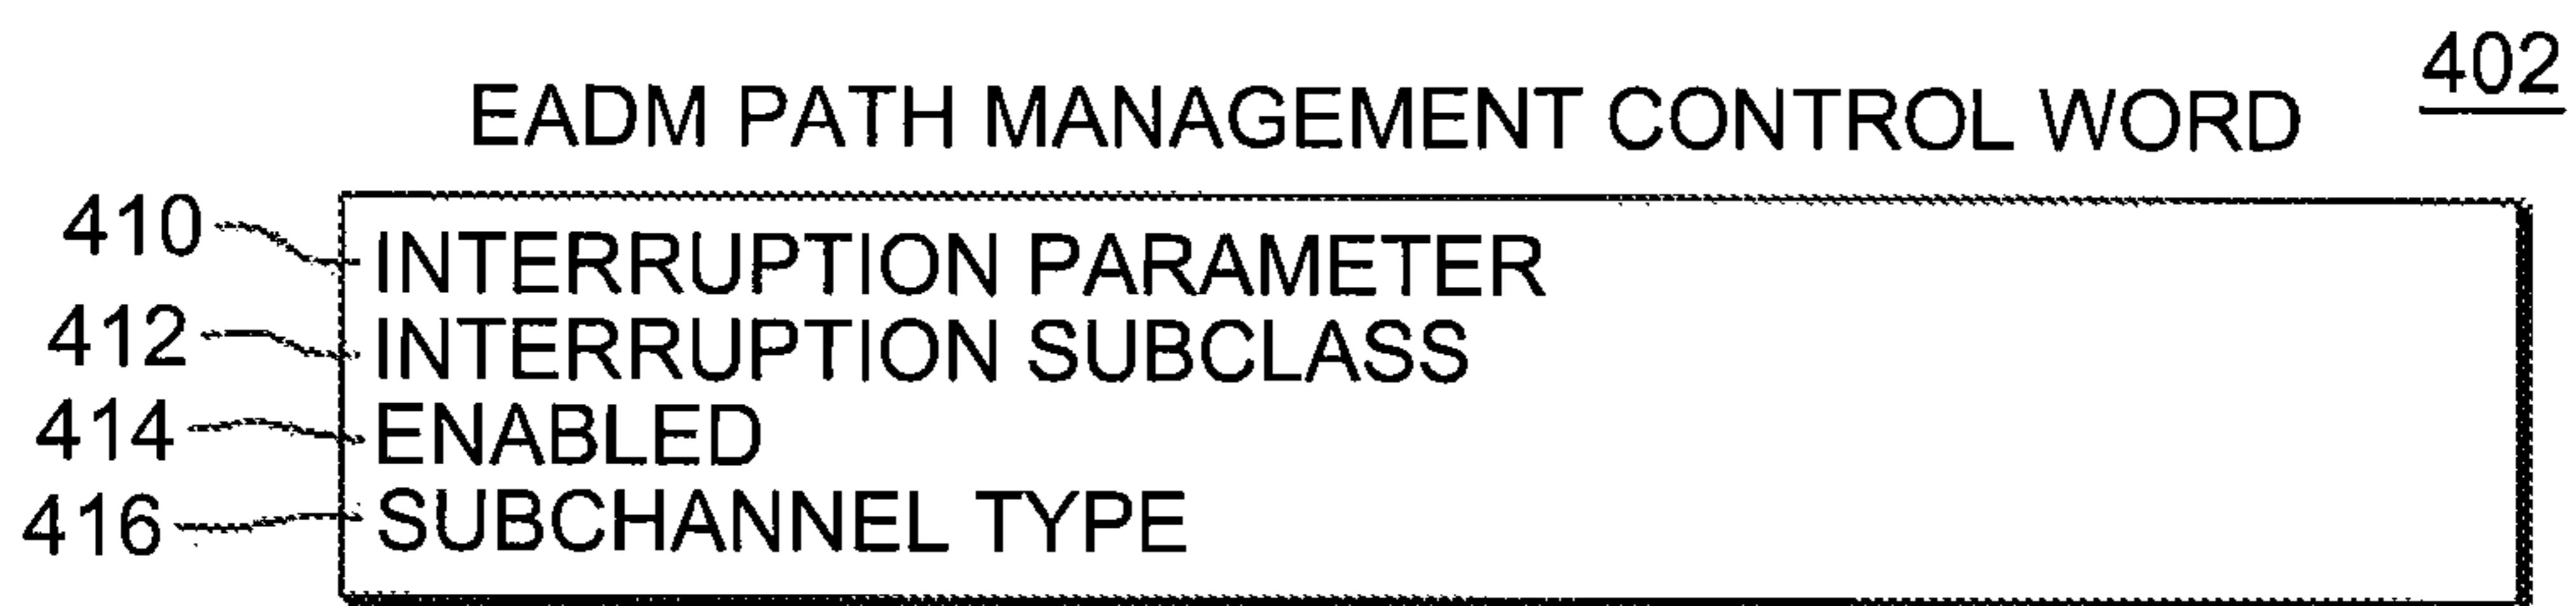 402
EADM PATH MANAGEMENT CONTROL WORD
410 INTERRUPTION PARAMETER
412 INTERRUPTION SUBCLASS
414 ENABLED
416 SUBCHANNEL TYPE